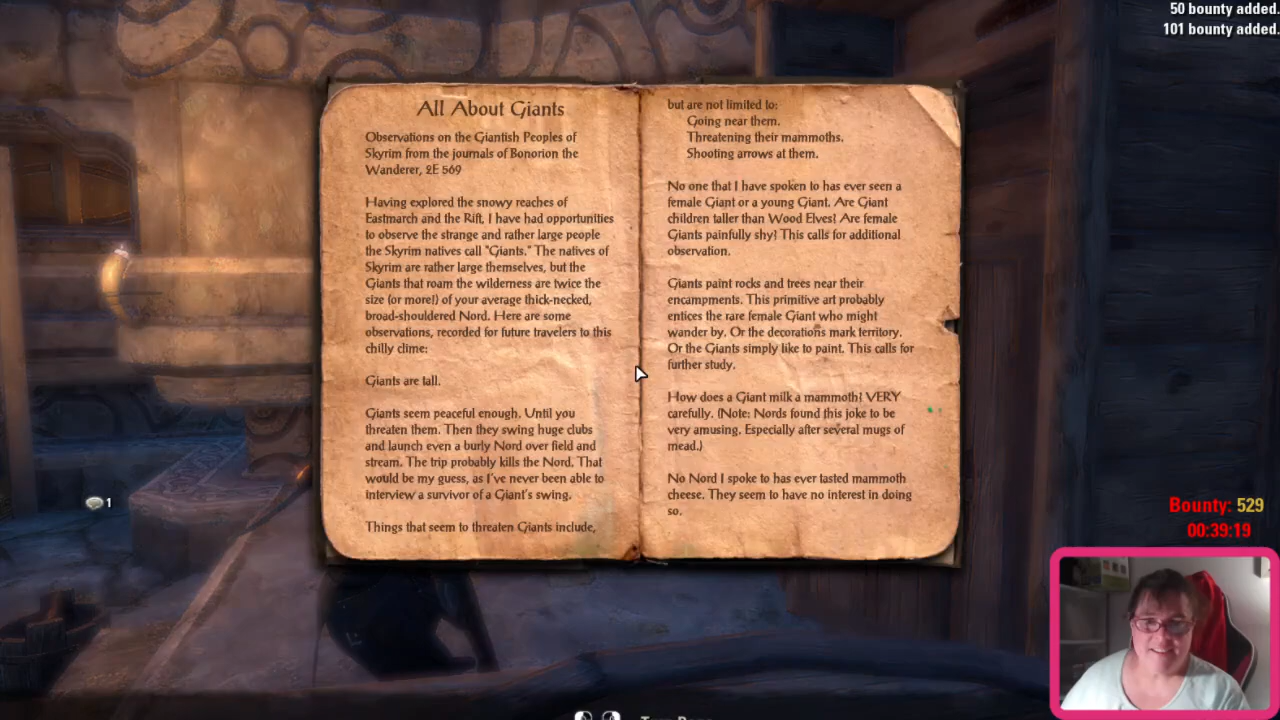 50 bounty added.
101 bounty added.
All About Giants
Observations on the Giantish Peoples of
Skyrim from the journals of Bonorion the
Wanderer, 2E 569
Having explored the snowy reaches of
Eastmarch and the Rift, I have had opportunities
to observe the strange and rather large people
the Skyrim natives call "Giants." The natives of
Skyrim are rather large themselves, but the
Giants that roam the wilderness are twice the
size (or more!) of your average thick-necked,
broad-shouldered Nord. Here are some
observations, recorded for future travelers to this
chilly clime:
Giants are tall.
Giants seem peaceful enough. Until you
threaten them. Then they swing huge clubs
and launch even a burly Nord over field and
stream. The trip probably kills the Nord. That
would be my guess, as I've never been able to
interview a survivor of a Giant's swing.
Things that seem to threaten Giants include,
but are not limited to:
Going near them.
Threatening their mammoths.
Shooting arrows at them.
No one that I have spoken to has ever seen a
female Giant or a young Giant. Are Giant
children taller than Wood Elves? Are female
Giants painfully shy? This calls for additional
observation.
Giants paint rocks and trees near their
encampments. This primitive art probably
entices the rare female Giant who might
wander by. Or the decorations mark territory.
Or the Giants simply like to paint. This calls for
further study.
How does a Giant milk a mammoth? VERY
carefully. (Note: Nords found this joke to be
very amusing. Especially after several mugs of
mead.)
No Nord I spoke to has ever tasted mammoth
cheese. They seem to have no interest in doing
so.
1
Bounty: 529
00:39:19